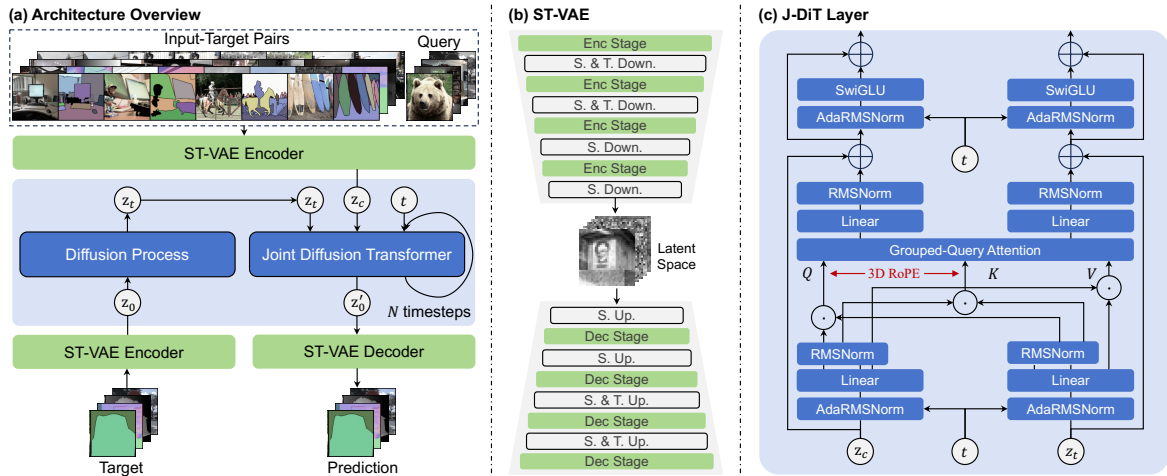 (a) Architecture Overview
Input-Target Pairs
Query
ST-VAE Encoder
z_t
z_t
z_c
t
Diffusion Process
Joint Diffusion Transformer
z_0
z'_0
N timesteps
ST-VAE Encoder
ST-VAE Decoder
Target
Prediction
(b) ST-VAE
Enc Stage
S. & T. Down.
Enc Stage
S. & T. Down.
Enc Stage
S. Down.
Enc Stage
S. Down.
Latent
Space
S. Up.
Dec Stage
S. Up.
Dec Stage
S. & T. Up.
Dec Stage
S. & T. Up.
Dec Stage
(c) J-DiT Layer
SwiGLU
SwiGLU
AdaRMSNorm
AdaRMSNorm
t
RMSNorm
RMSNorm
Linear
Linear
Grouped-Query Attention
Q
3D RoPE
K
V
RMSNorm
RMSNorm
Linear
Linear
AdaRMSNorm
AdaRMSNorm
z_c
t
z_t